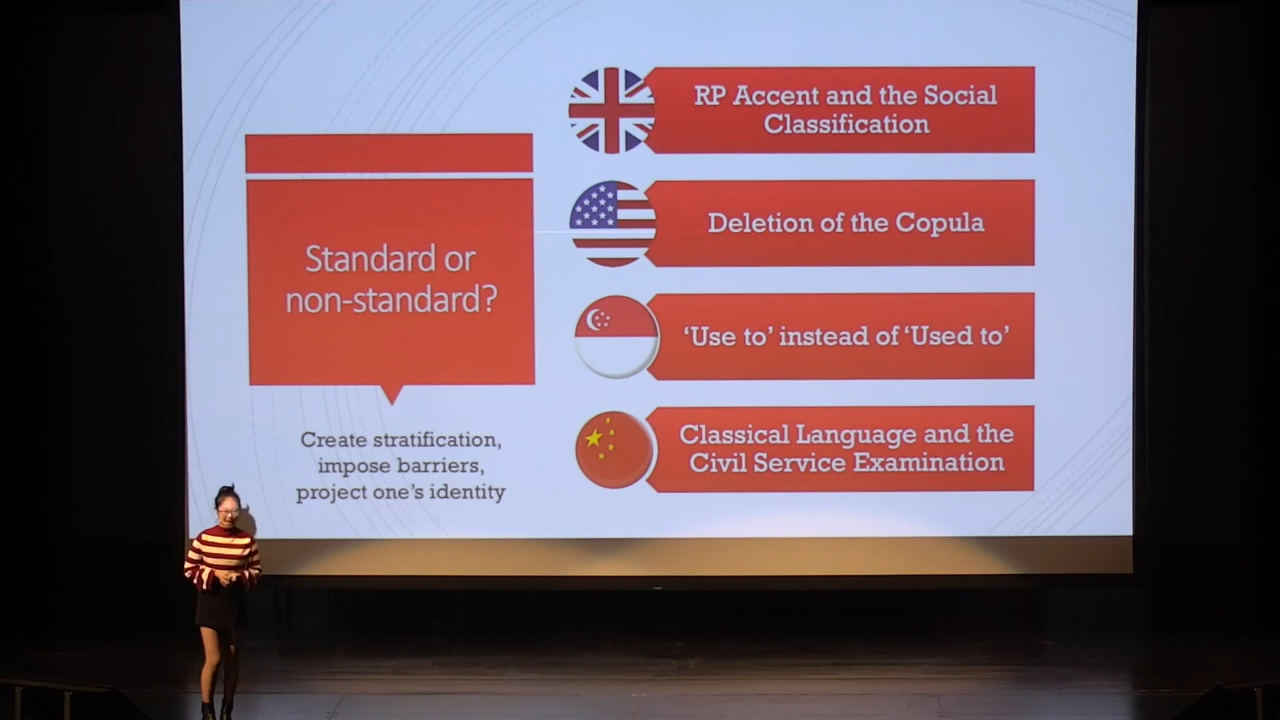 Standard or
non-standard?
Create stratification,
impose barriers,
project one's identity
RP Accent and the Social
Classification
Deletion of the Copula
‘Use to’ instead of ‘Used to’
Classical Language and the
Civil Service Examination